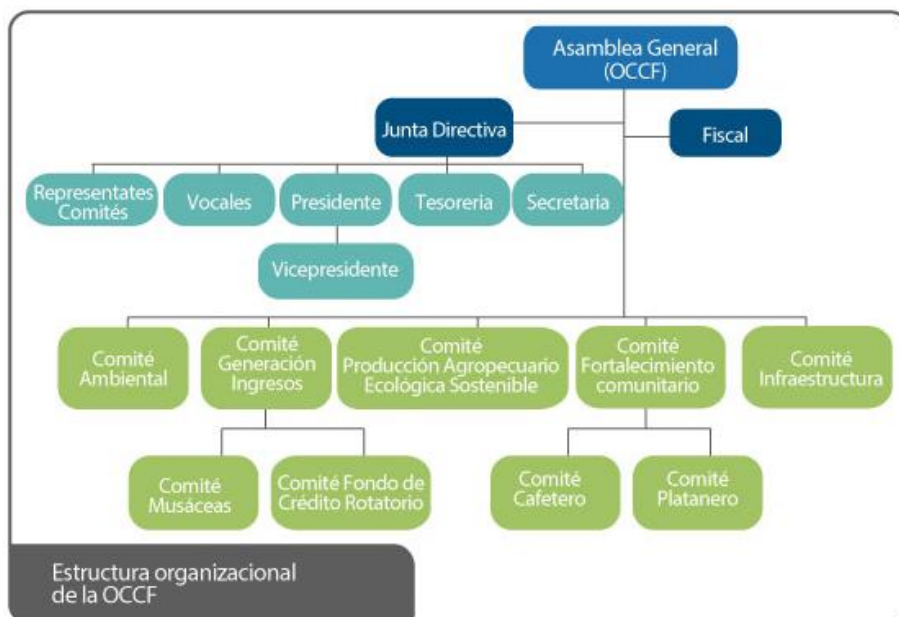 Asamblea General
(OCCF)
Junta Directiva
Fiscal
Representates
Comités
Vocales
Presidente
Tesoreria
Secretaria
Vicepresidente
Comité
Ambiental
Comité
Generación
Ingresos
Comité
Producción Agropecuario
Ecológica Sostenible
Comité
Fortalecimiento
comunitario
Comité
Infraestructura
Comité
Musáceas
Comité Fondo de
Crédito Rotatorio
Comité
Cafetero
Comité
Platanero
Estructura organizacional
de la OCCF